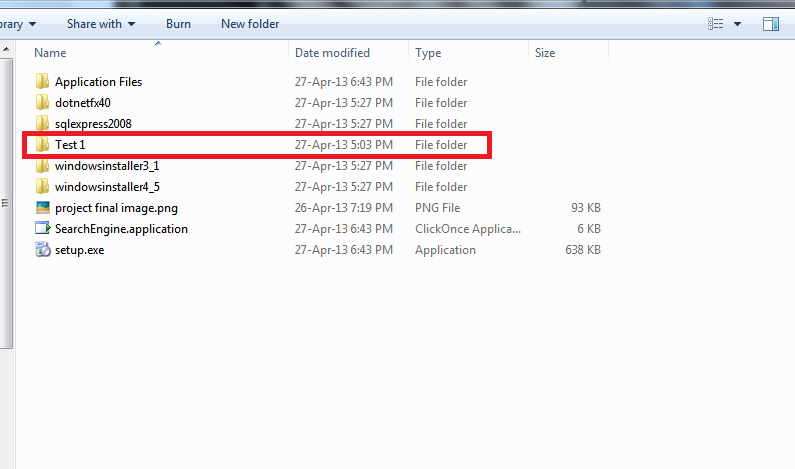 brary Share with Burn New folder
Name Date modified Type Size
Application Files 27-Apr-13 6:43 PM File folder
dotnetfx40 27-Apr-13 5:27 PM File folder
sqlexpress2008 27-Apr-13 5:27 PM File folder
Test 1 27-Apr-13 5:03 PM File folder
windowsinstaller3_1 27-Apr-13 5:27 PM File folder
windowsinstaller4_5 27-Apr-13 5:27 PM File folder
project final image.png 26-Apr-13 7:19 PM PNG File 93 KB
SearchEngine.application 27-Apr-13 6:43 PM ClickOnce Applica... 6 KB
setup.exe 27-Apr-13 6:43 PM Application 638 KB